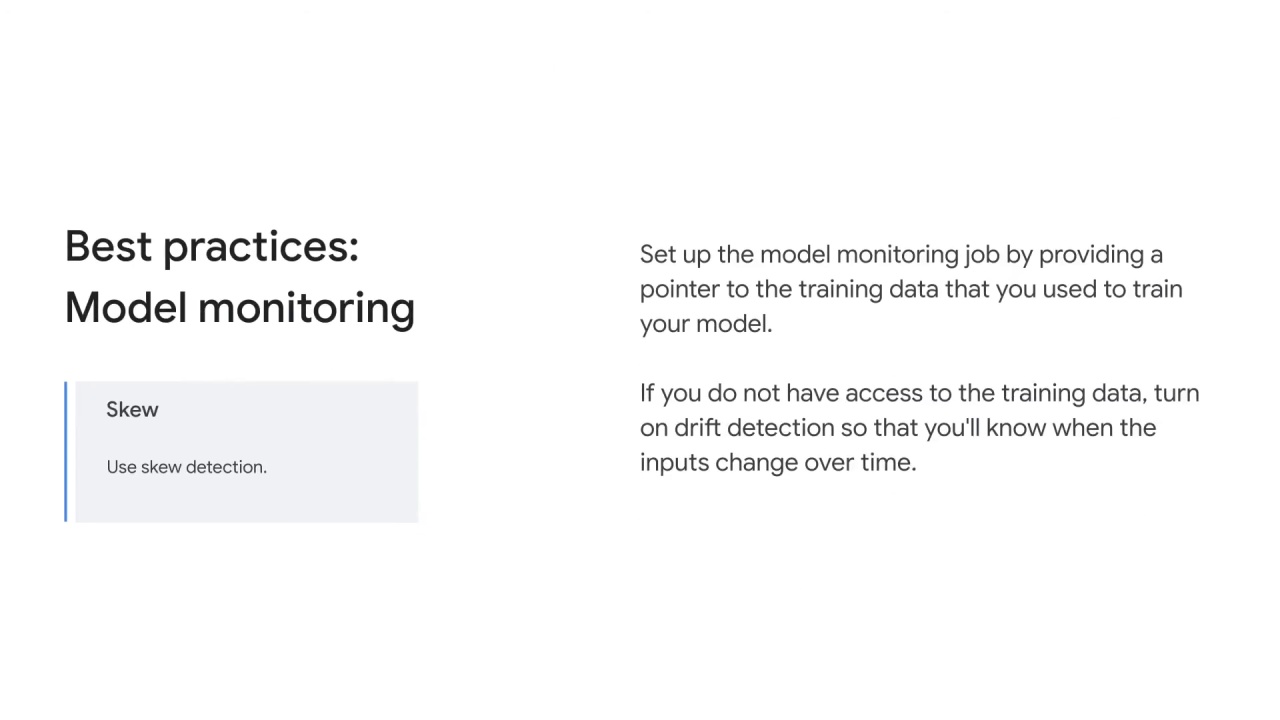 Best practices:
Model monitoring
Skew
Use skew detection.
Set up the model monitoring job by providing a
pointer to the training data that you used to train
your model.
If you do not have access to the training data, turn
on drift detection so that you'll know when the
inputs change over time.